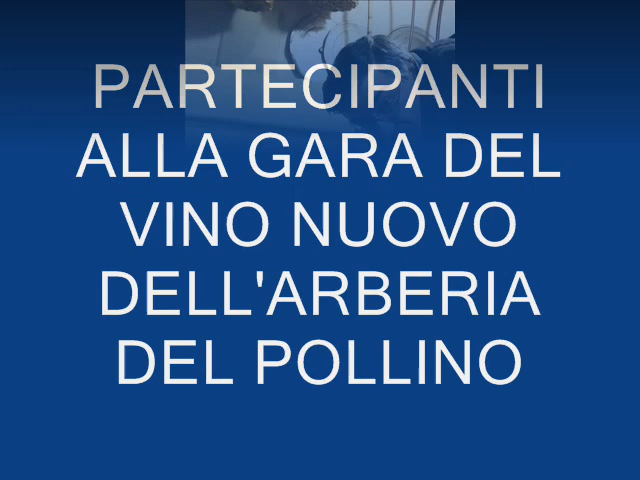 PARTECIPANTI
ALLA GARA DEL
VINO NUOVO
DELL'ARBERIA
DEL POLLINO